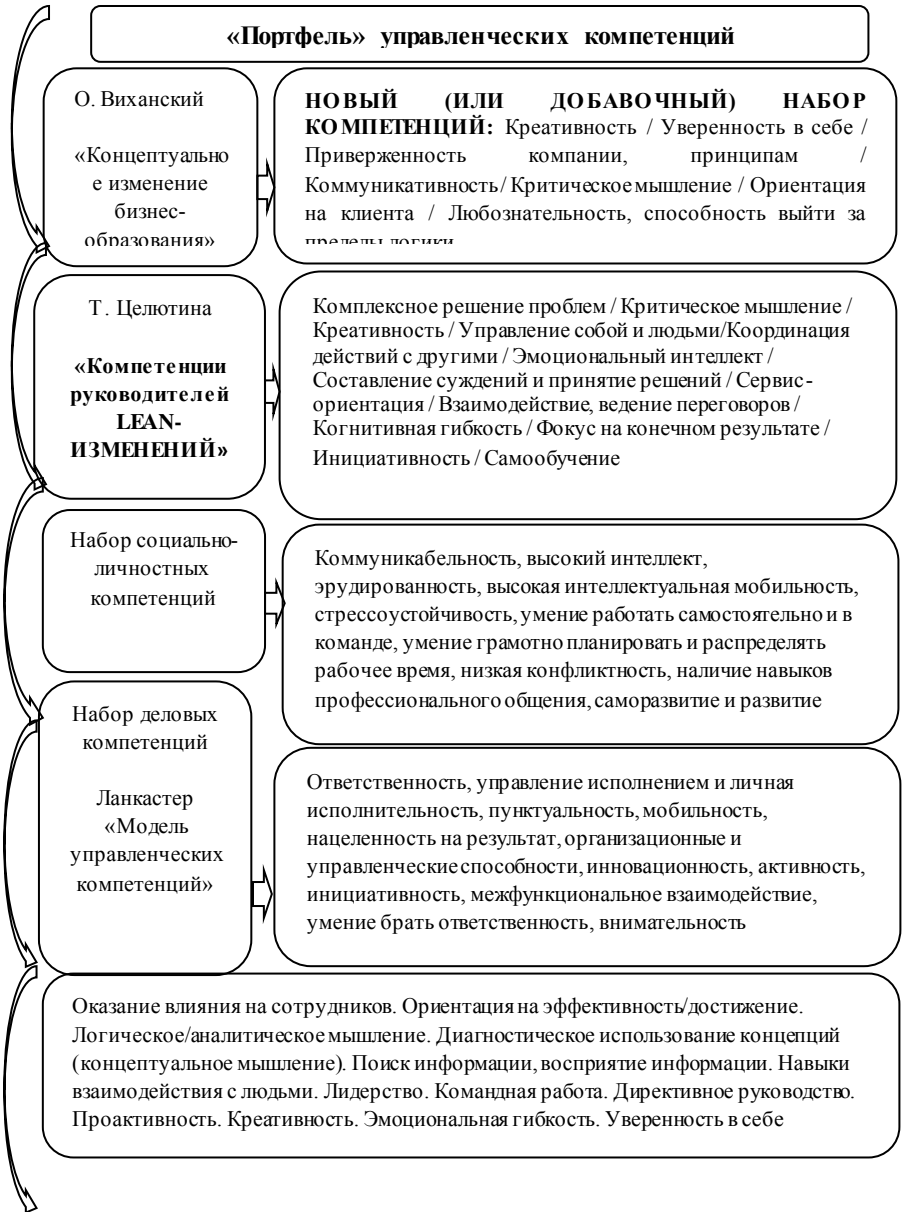 «Портфель» управленческих компетенций
О. Виханский
«Концептуально
е изменение
бизнес-
образования»
НОВЫЙ (ИЛИ ДОБАВОЧНЫЙ) НАБОР
КОМПЕТЕНЦИЙ: Креативность / Уверенность в себе /
Приверженность компании, принципам /
Коммуникативность / Критическое мышление / Ориентация
на клиента / Любознательность, способность выйти за
пределы логики
Т. Целютина
«Компетенции
руководителей
LEAN-
ИЗМЕНЕНИЙ»
Комплексное решение проблем / Критическое мышление /
Креативность / Управление собой и людьми/Координация
действий с другими / Эмоциональный интеллект /
Составление суждений и принятие решений / Сервис-
ориентация / Взаимодействие, ведение переговоров /
Когнитивная гибкость / Фокус на конечном результате /
Инициативность / Самообучение
Набор социально-
личностных
компетенций
Коммуникабельность, высокий интеллект,
эрудированность, высокая интеллектуальная мобильность,
стрессоустойчивость, умение работать самостоятельно и в
команде, умение грамотно планировать и распределять
рабочее время, низкая конфликтность, наличие навыков
профессионального общения, саморазвитие и развитие
Набор деловых
компетенций
Ланкастер
«Модель
управленческих
компетенций»
Ответственность, управление исполнением и личная
исполнительность, пунктуальность, мобильность,
нацеленность на результат, организационные и
управленческие способности, инновационность, активность,
инициативность, межфункциональное взаимодействие,
умение брать ответственность, внимательность
Оказание влияния на сотрудников. Ориентация на эффективность/достижение.
Логическое/аналитическое мышление. Диагностическое использование концепций
(концептуальное мышление). Поиск информации, восприятие информации. Навыки
взаимодействия с людьми. Лидерство. Командная работа. Директивное руководство.
Проактивность. Креативность. Эмоциональная гибкость. Уверенность в себе